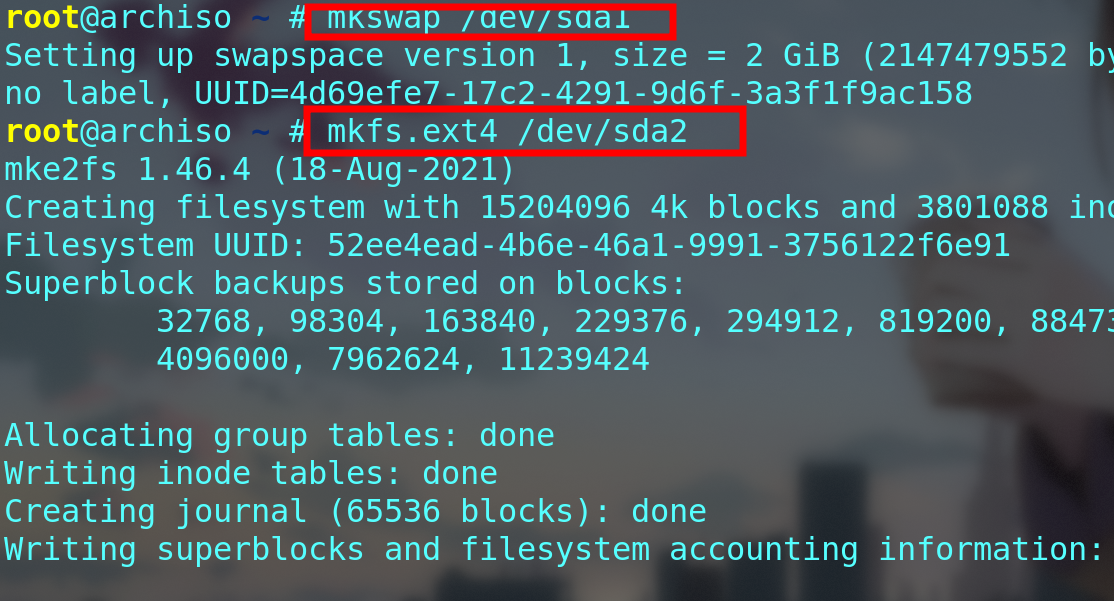 root@archiso ~ # mkswap /dev/sda1
Setting up swapspace version 1, size = 2 GiB (2147479552 by
no label, UUID=4d69efe7-17c2-4291-9d6f-3a3f1f9ac158
root@archiso ~ # mkfs.ext4 /dev/sda2
mke2fs 1.46.4 (18-Aug-2021)
Creating filesystem with 15204096 4k blocks and 3801088 ino
Filesystem UUID: 52ee4ead-4b6e-46a1-9991-3756122f6e91
Superblock backups stored on blocks:
32768, 98304, 163840, 229376, 294912, 819200, 88473
4096000, 7962624, 11239424
Allocating group tables: done
Writing inode tables: done
Creating journal (65536 blocks): done
Writing superblocks and filesystem accounting information: